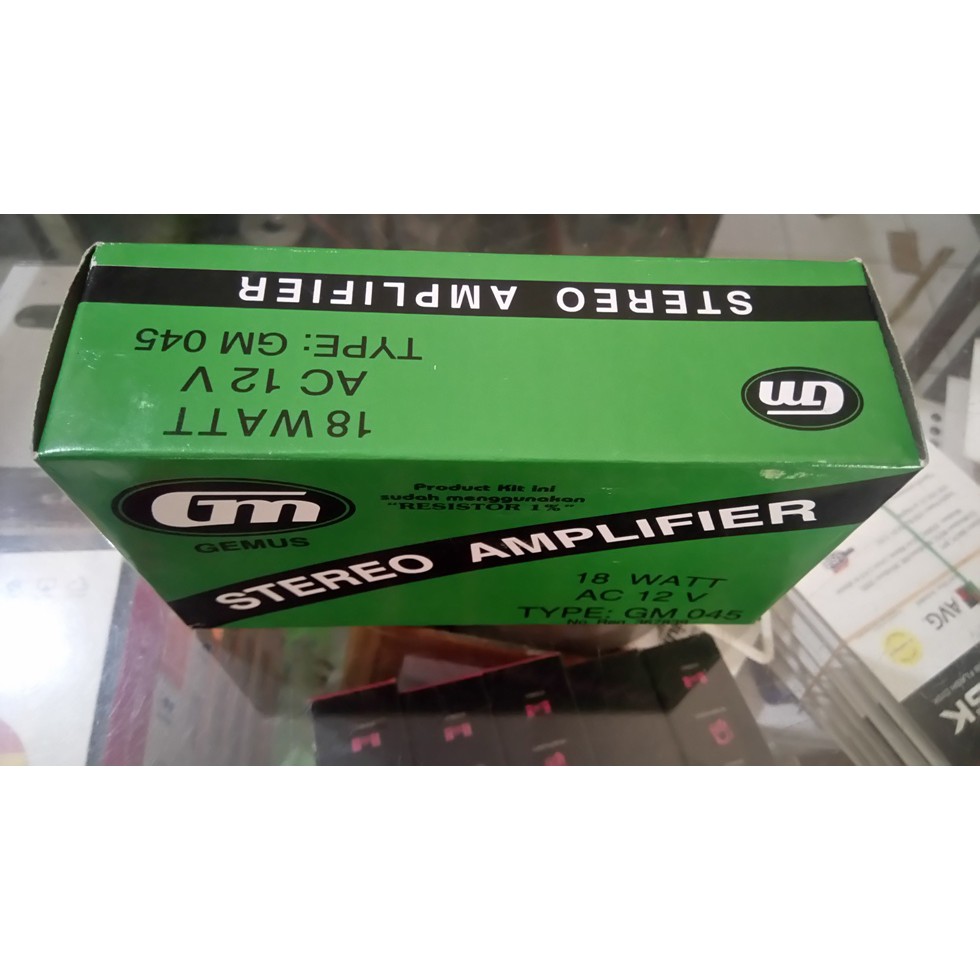 STEREO AMPLIFIER
TYPE: GM 045
AC 12 V
18 WATT
Gm
Gm
GEMUS
Product Kit ini
sudah menggunakan
"RESISTOR 1%"
STEREO AMPLIFIER
18 WATT
AC 12 V
TYPE: GM 045
AVG